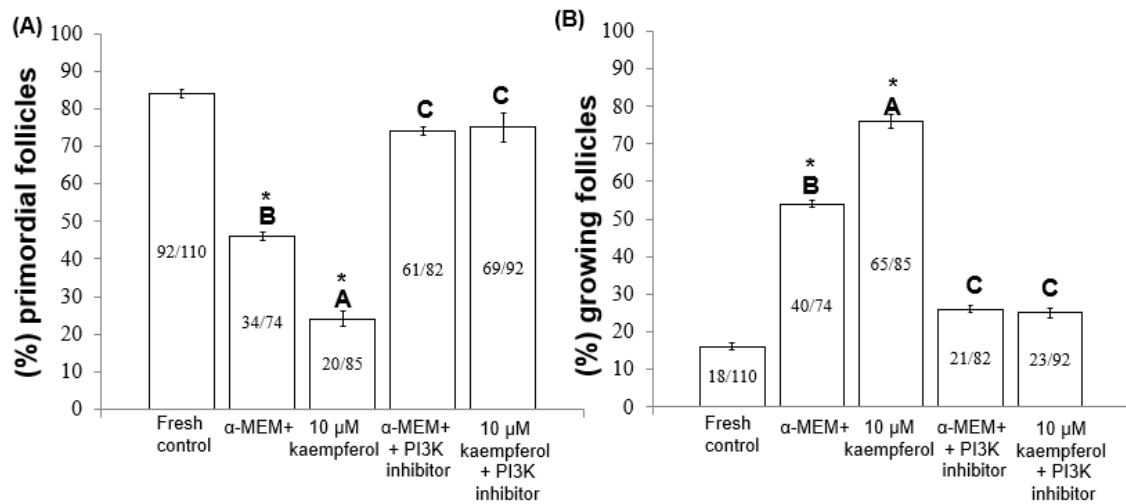 (A)
(%) primordial follicles
100
90
80
70
60
50
40
30
20
10
0
92/110
*
B
34/74
*
A
20/85
C
61/82
C
69/92
Fresh
control
α-MEM+
10 µM
kaempferol
α-MEM+
+ PI3K
inhibitor
10 µM
kaempferol
+ PI3K
inhibitor
(B)
(%) growing follicles
100
90
80
70
60
50
40
30
20
10
0
18/110
*
B
40/74
*
A
65/85
C
21/82
C
23/92
Fresh
control
α-MEM+
10 µM
kaempferol
α-MEM+
+ PI3K
inhibitor
10 µM
kaempferol
+ PI3K
inhibitor